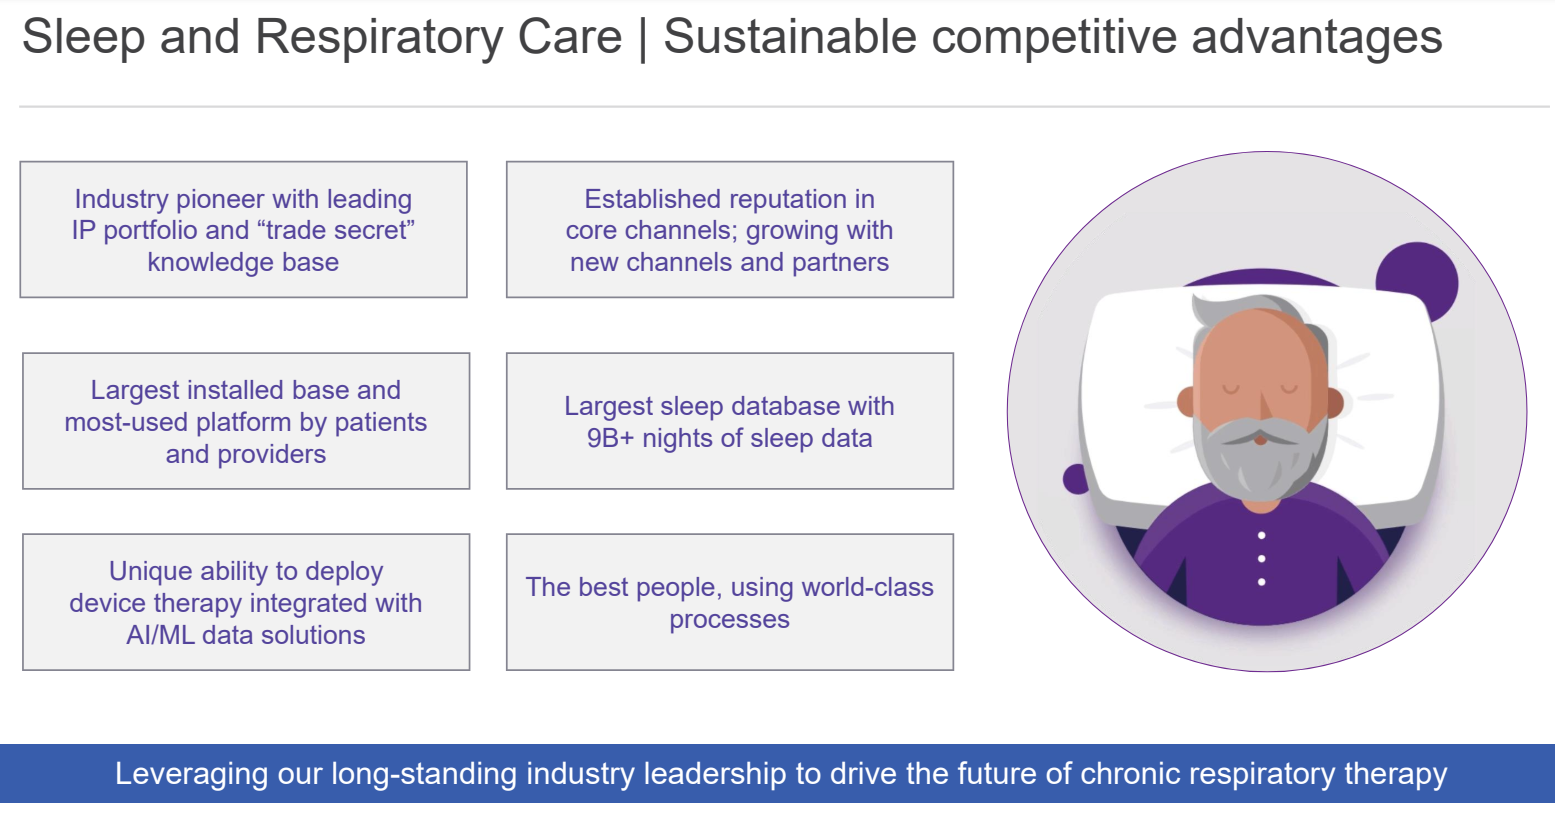 Sleep and Respiratory Care | Sustainable competitive advantages
Industry pioneer with leading
IP portfolio and “trade secret”
knowledge base
Established reputation in
core channels; growing with
new channels and partners
Largest installed base and
most-used platform by patients
and providers
Largest sleep database with
9B+ nights of sleep data
Unique ability to deploy
device therapy integrated with
AI/ML data solutions
The best people, using world-class
processes
Leveraging our long-standing industry leadership to drive the future of chronic respiratory therapy